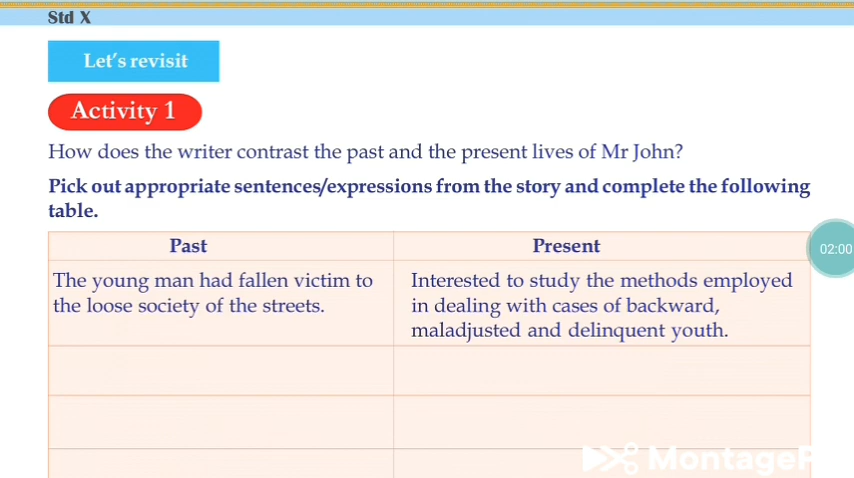 Std X
Let's revisit
Activity 1
How does the writer contrast the past and the present lives of Mr John?
Pick out appropriate sentences/expressions from the story and complete the following
table.
Past
Present
The young man had fallen victim to
the loose society of the streets.
Interested to study the methods employed
in dealing with cases of backward,
maladjusted and delinquent youth.
02:00
MontageP